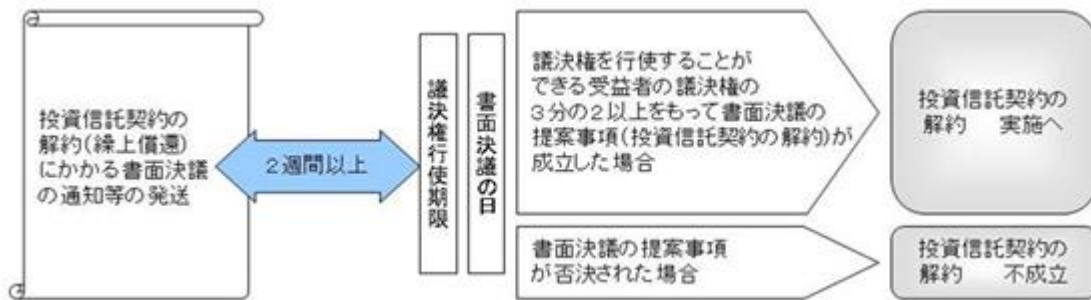 投資信託契約の
解約(繰上償還)
にかかる書面決議
の通知等の発送
2週間以上
議決権行使期限
書面決議の日
議決権を行使することが
できる受益者の議決権の
3分の2以上をもって書面決議の
提案事項(投資信託契約の解約)が
成立した場合
投資信託契約の
解約 実施へ
書面決議の提案事項
が否決された場合
投資信託契約の
解約 不成立